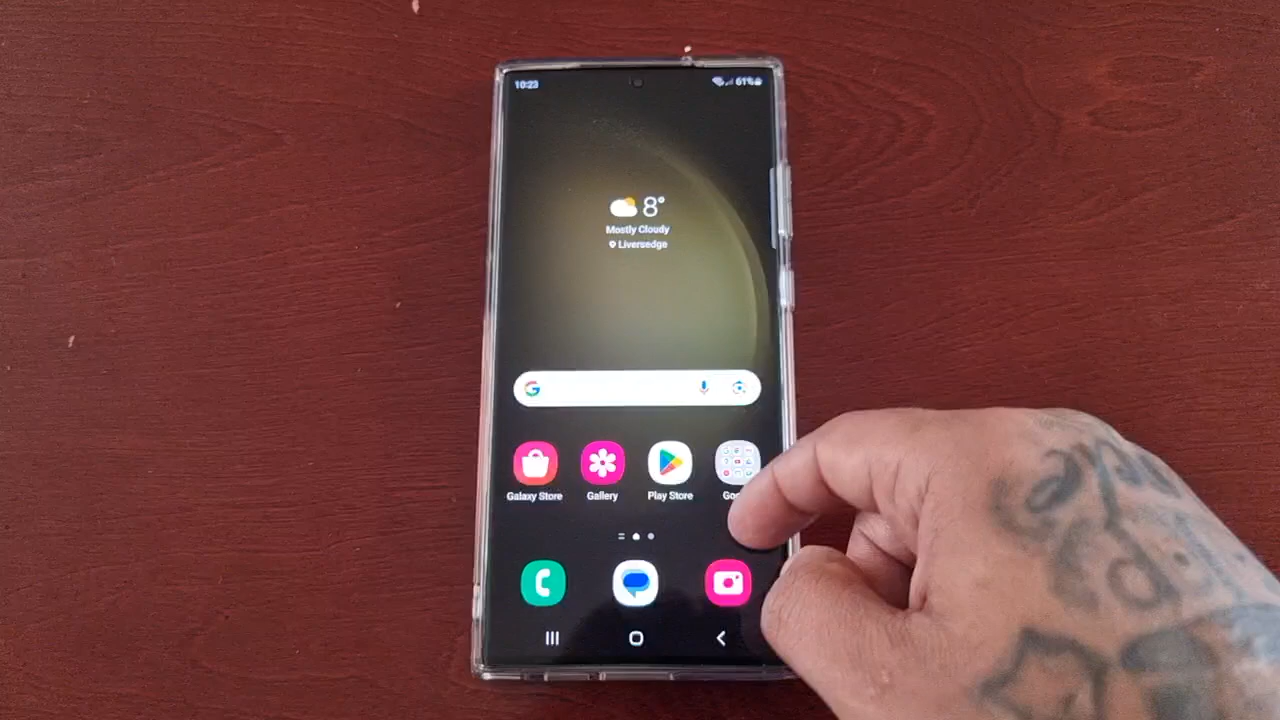 10:23
61%
8°
Mostly Cloudy
Liversedge
G
Galaxy Store
Gallery
Play Store